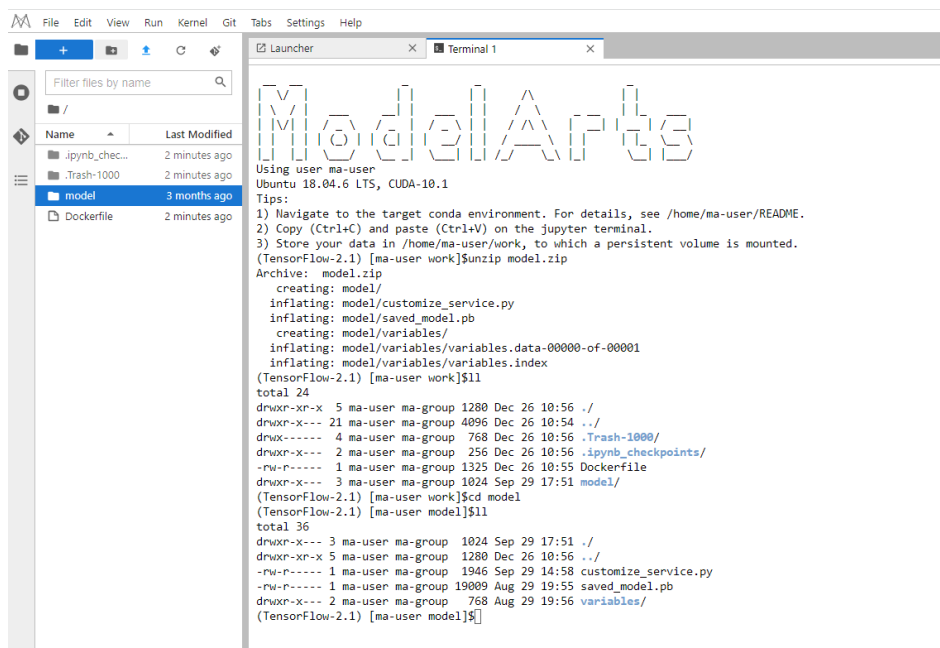 File Edit View Run Kernel Git Tabs Settings Help
Launcher
Terminal 1
Filter files by name
/
Name Last Modified
.ipynb_chec... 2 minutes ago
.Trash-1000 2 minutes ago
model 3 months ago
Dockerfile 2 minutes ago
ModelArts
Using user ma-user
Ubuntu 18.04.6 LTS, CUDA-10.1
Tips:
1) Navigate to the target conda environment. For details, see /home/ma-user/README.
2) Copy (Ctrl+C) and paste (Ctrl+V) on the jupyter terminal.
3) Store your data in /home/ma-user/work, to which a persistent volume is mounted.
(TensorFlow-2.1) [ma-user work]$unzip model.zip
Archive:  model.zip
   creating: model/
  inflating: model/customize_service.py
  inflating: model/saved_model.pb
   creating: model/variables/
  inflating: model/variables/variables.data-00000-of-00001
  inflating: model/variables/variables.index
(TensorFlow-2.1) [ma-user work]$ll
total 24
drwxr-xr-x  5 ma-user ma-group 1280 Dec 26 10:56 ./
drwxr-x--- 21 ma-user ma-group 4096 Dec 26 10:54 ../
drwx------  4 ma-user ma-group  768 Dec 26 10:56 .Trash-1000/
drwxr-x---  2 ma-user ma-group  256 Dec 26 10:56 .ipynb_checkpoints/
-rw-r-----  1 ma-user ma-group 1325 Dec 26 10:55 Dockerfile
drwxr-x---  3 ma-user ma-group 1024 Sep 29 17:51 model/
(TensorFlow-2.1) [ma-user work]$cd model
(TensorFlow-2.1) [ma-user model]$ll
total 36
drwxr-x--- 3 ma-user ma-group  1024 Sep 29 17:51 ./
drwxr-xr-x 5 ma-user ma-group  1280 Dec 26 10:56 ../
-rw-r----- 1 ma-user ma-group  1946 Sep 29 14:58 customize_service.py
-rw-r----- 1 ma-user ma-group 19009 Aug 29 19:55 saved_model.pb
drwxr-x--- 2 ma-user ma-group   768 Aug 29 19:56 variables/
(TensorFlow-2.1) [ma-user model]$